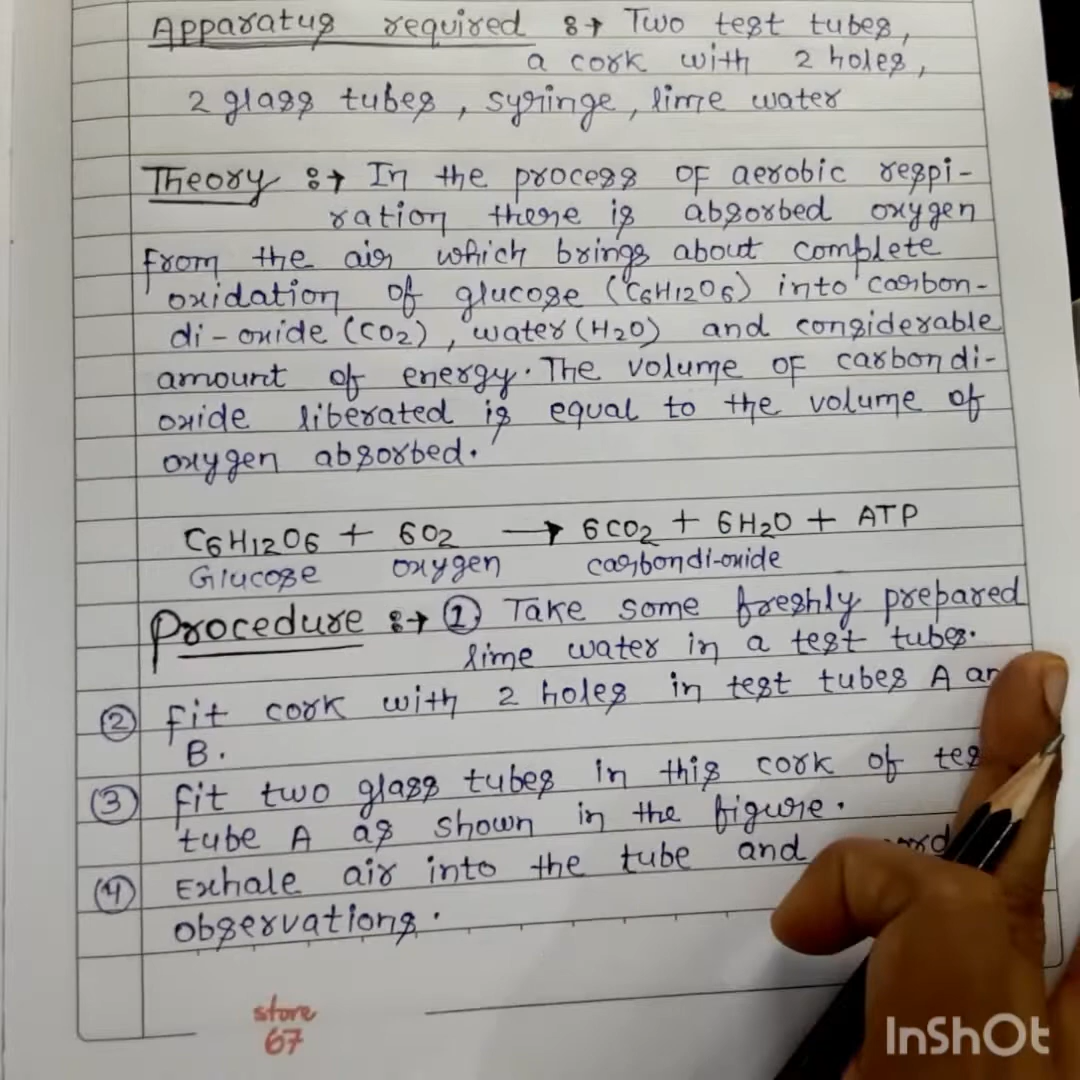 Apparatus required :→ Two test tubes,
a cork with 2 holes,
2 glass tubes, syringe, lime water
Theory :→ In the process of aerobic respi-
ration there is absorbed oxygen
from the air which brings about complete
oxidation of glucose (C6H12O6) into carbon-
di-oxide (CO2), water (H2O) and considerable
amount of energy. The volume of carbondi-
oxide liberated is equal to the volume of
oxygen absorbed.
C6H12O6 + 6O2 → 6CO2 + 6H2O + ATP
Glucose oxygen carbondi-oxide
Procedure :→ ① Take some freshly prepared
lime water in a test tubes.
② Fit cork with 2 holes in test tubes A
B.
③ Fit two glass tubes in this cork of
tube A as shown in the figure.
④ Exhale air into the tube and
observations.
store
67
InShOt